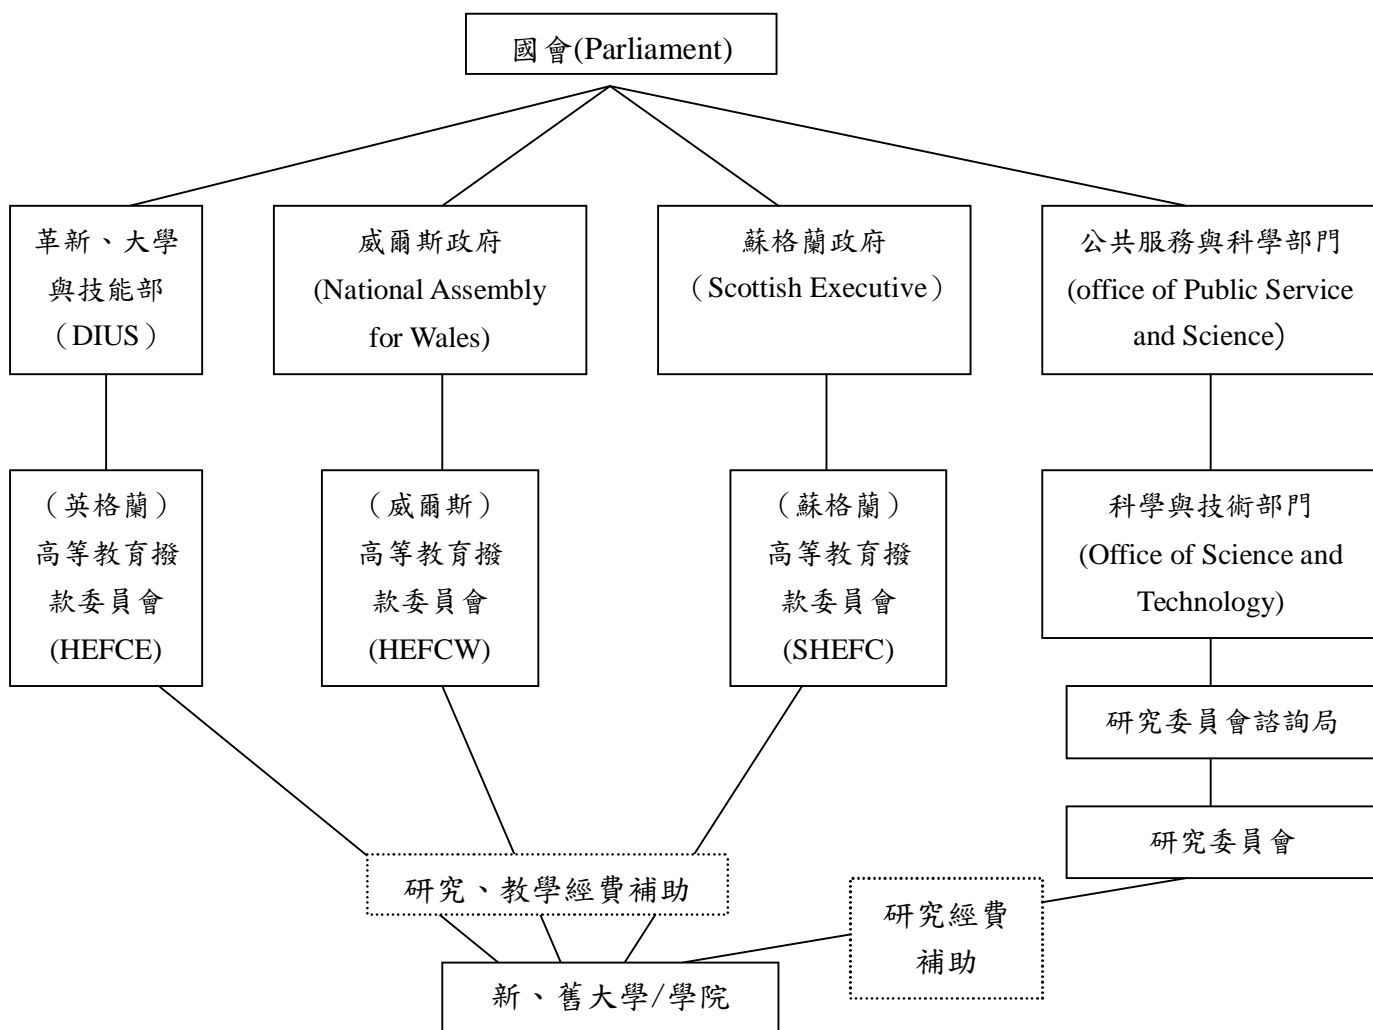 國會(Parliament)
革新、大學
與技能部
（DIUS）
威爾斯政府
(National Assembly
for Wales)
蘇格蘭政府
（Scottish Executive）
公共服務與科學部門
(office of Public Service
and Science)
（英格蘭）
高等教育撥
款委員會
(HEFCE)
（威爾斯）
高等教育撥
款委員會
(HEFCW)
（蘇格蘭）
高等教育撥
款委員會
(SHEFC)
科學與技術部門
(Office of Science and
Technology)
研究委員會諮詢局
研究委員會
研究、教學經費補助
研究經費
補助
新、舊大學/學院